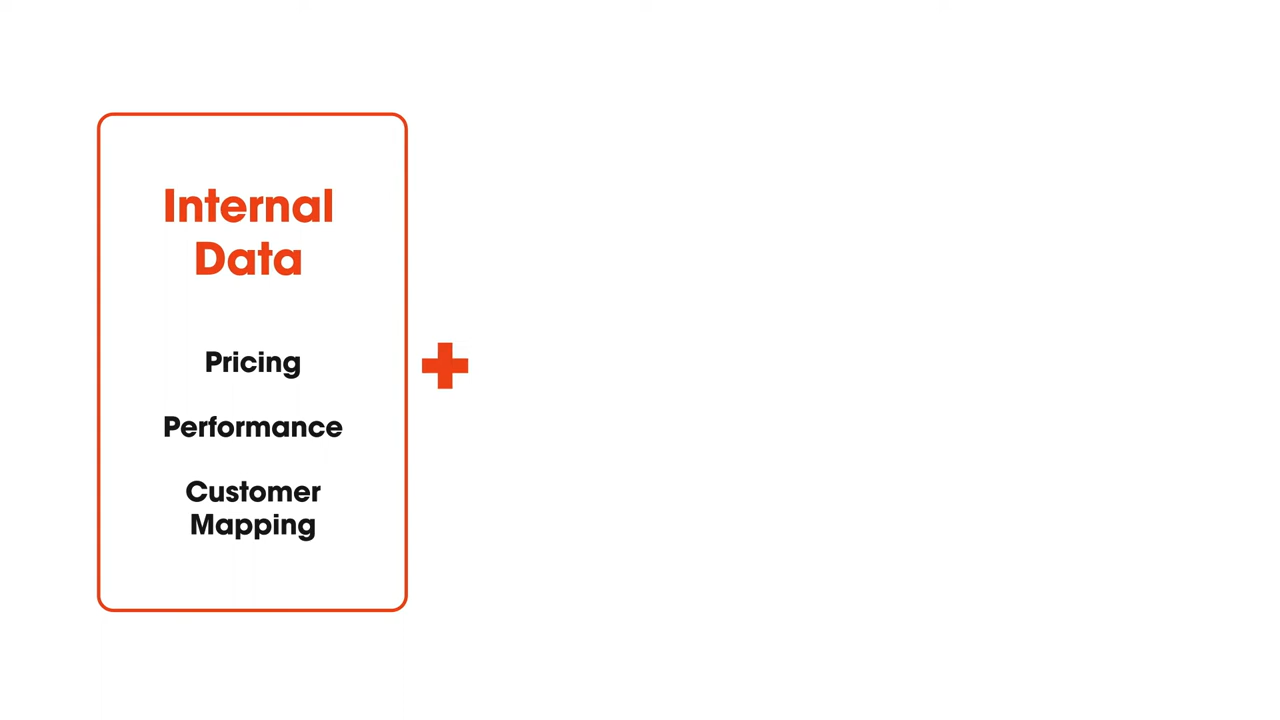 Internal
Data
Pricing
Performance
Customer
Mapping